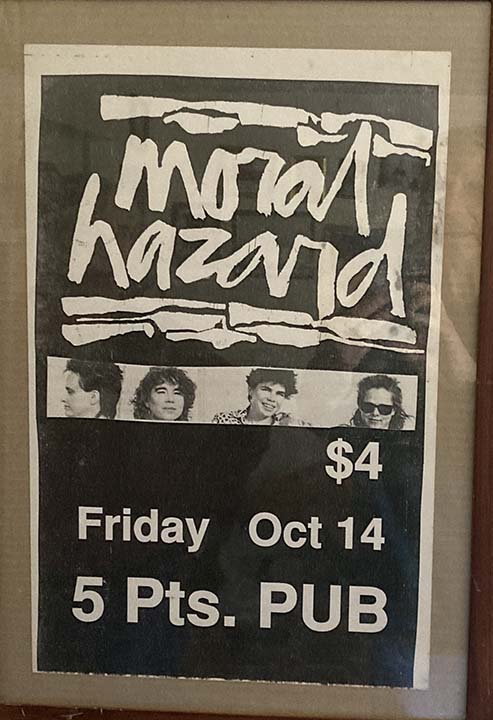 moral
hazard
$4
Friday Oct 14
5 Pts. PUB